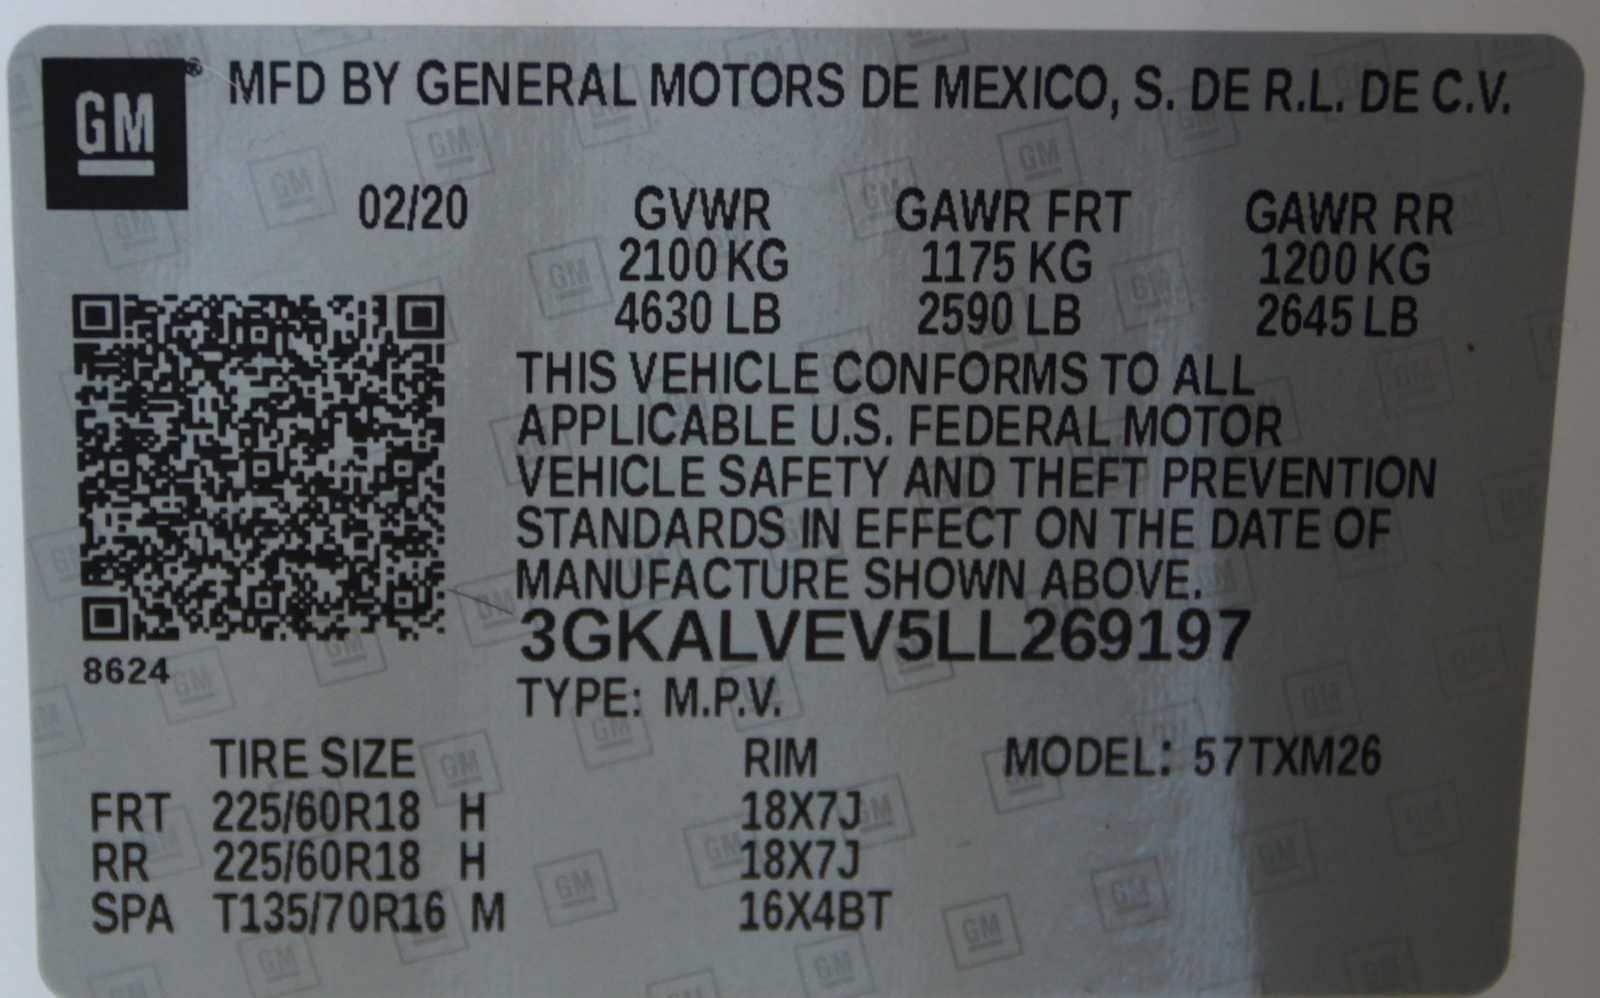 GM ® MFD BY GENERAL MOTORS DE MEXICO, S. DE R.L. DE C.V.
02/20 GVWR GAWR FRT GAWR RR
2100 KG 1175 KG 1200 KG
4630 LB 2590 LB 2645 LB
THIS VEHICLE CONFORMS TO ALL
APPLICABLE U.S. FEDERAL MOTOR
VEHICLE SAFETY AND THEFT PREVENTION
STANDARDS IN EFFECT ON THE DATE OF
MANUFACTURE SHOWN ABOVE.
3GKALVEV5LL269197
8624
TYPE: M.P.V.
TIRE SIZE RIM MODEL: 57TXM26
FRT 225/60R18 H 18X7J
RR 225/60R18 H 18X7J
SPA T135/70R16 M 16X4BT